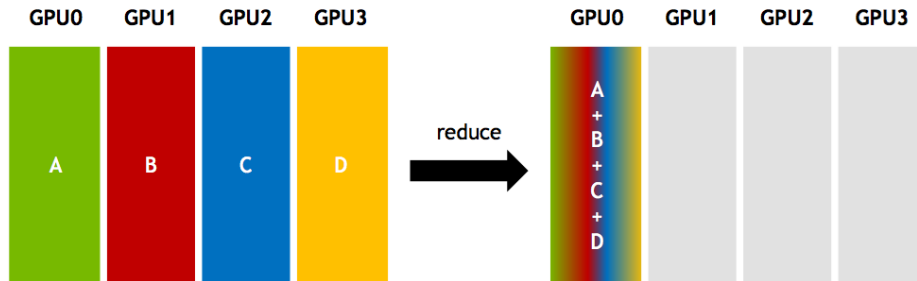 GPU0 GPU1 GPU2 GPU3 GPU0 GPU1 GPU2 GPU3
A B C D
reduce
A
+
B
+
C
+
D